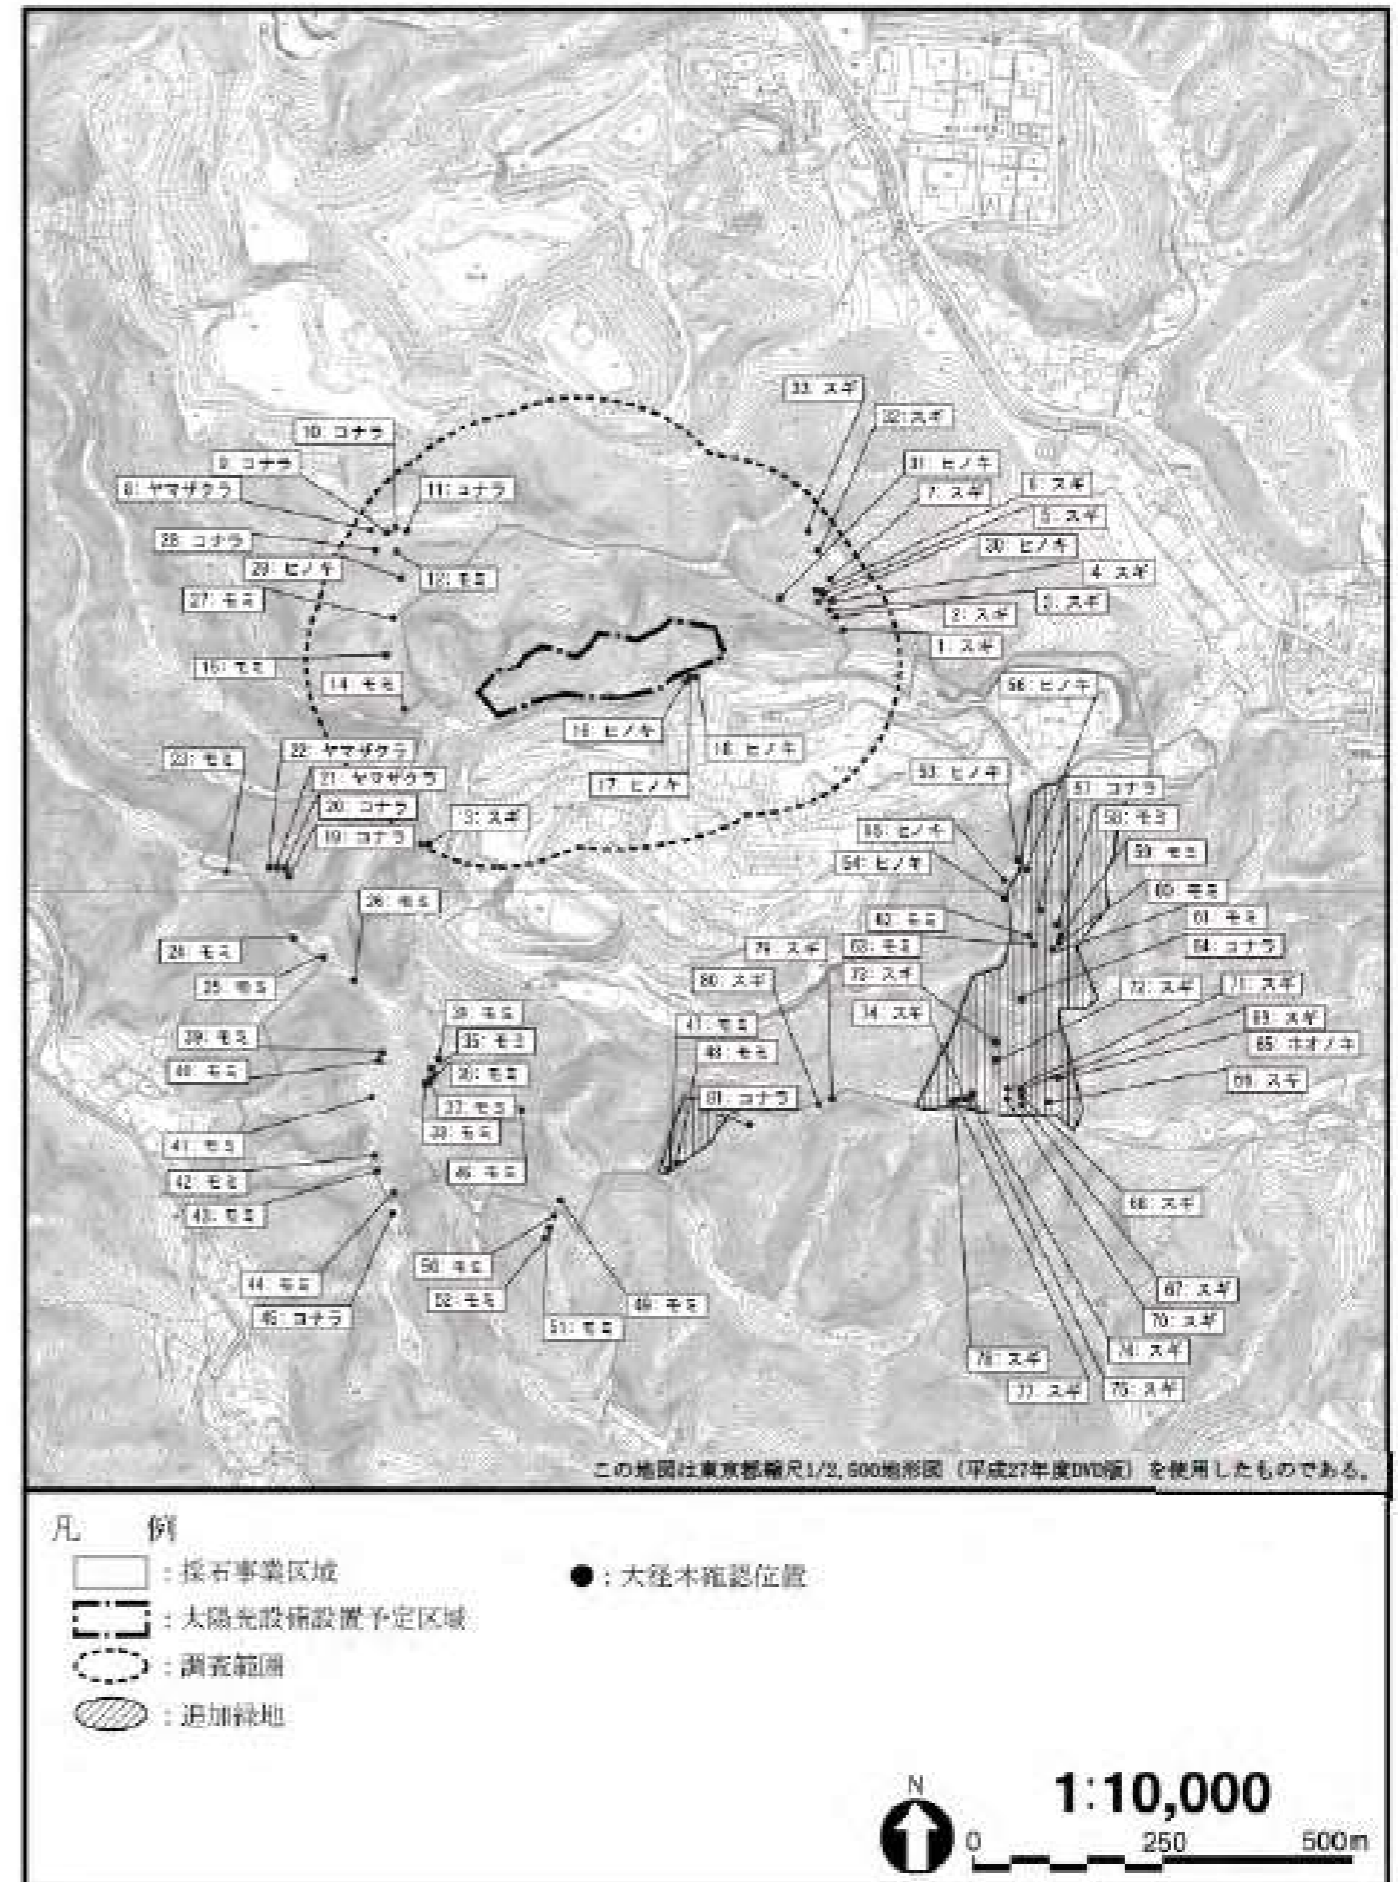 33: スギ
32: スギ
10: コナラ
9: コナラ
31: ヒノキ
8: ヤマザクラ
11: コナラ
7: スギ
6: スギ
5: スギ
28: コナラ
30: ヒノキ
29: ヒノキ
12: モミ
4: スギ
27: モミ
3: スギ
2: スギ
1: スギ
15: モミ
14: モミ
56: ヒノキ
16: ヒノキ
18: ヒノキ
22: ヤマザクラ
23: モミ
21: ヤマザクラ
53: ヒノキ
17: ヒノキ
57: コナラ
20: コナラ
13: スギ
58: モミ
19: コナラ
55: ヒノキ
59: モミ
54: ヒノキ
60: モミ
26: モミ
61: モミ
62: モミ
24: モミ
79: スギ
63: モミ
64: コナラ
80: スギ
73: スギ
25: モミ
72: スギ
71: スギ
74: スギ
47: モミ
39: モミ
35: モミ
65: ホオノキ
48: モミ
40: モミ
36: モミ
66: スギ
81: コナラ
37: モミ
38: モミ
41: モミ
46: モミ
42: モミ
68: スギ
43: モミ
50: モミ
44: モミ
67: スギ
52: モミ
49: モミ
45: コナラ
70: スギ
51: モミ
78: スギ
77: スギ
75: スギ
この地図は東京都縮尺1/2,500地形図(平成27年度DVD版)を使用したものである。
凡 例
:採石事業区域
●:大径木確認位置
:太陽光設備設置予定区域
:調査範囲
:追加緑地
N
1:10,000
0 250 500m